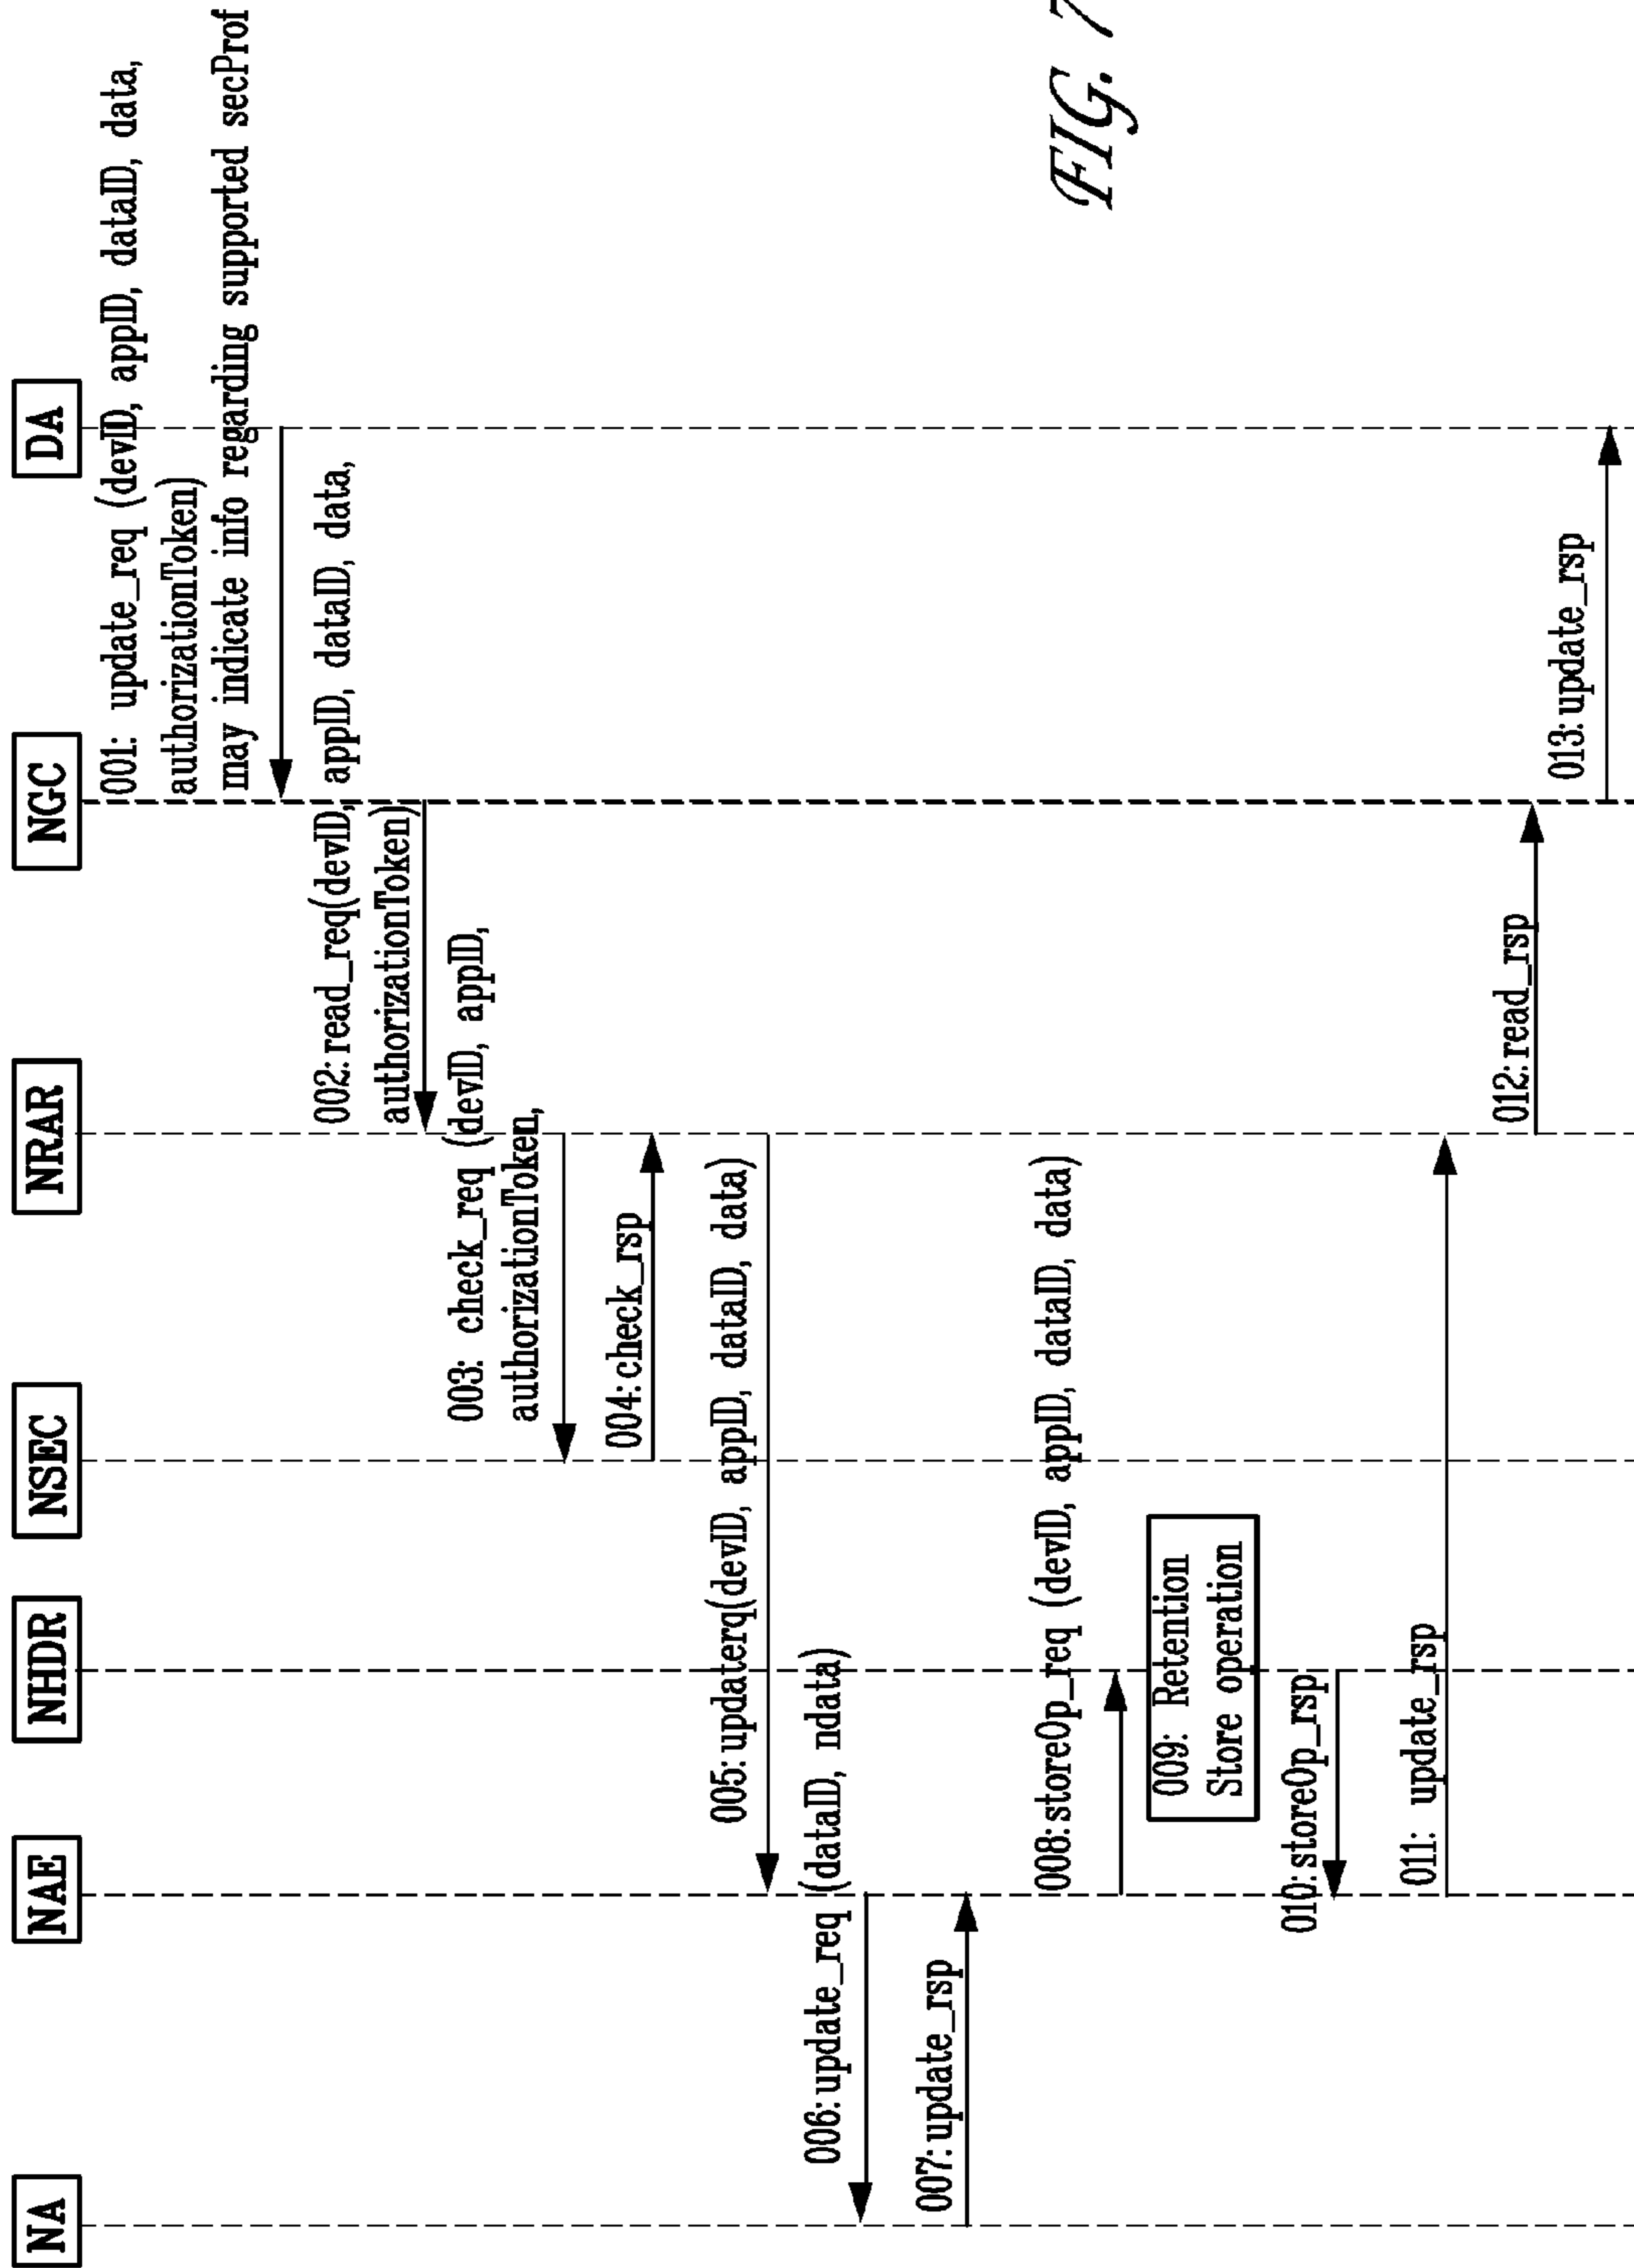 NA
NAE
NHDR
NSEC
NRAR
NGC
DA
001: update_req (devID, appID, dataID, data,
authorizationToken)
may indicate info regarding supported secProf
002: read_req(devID, appID, dataID, data,
authorizationToken)
003: check_req (devID, appID,
authorizationToken,
004: check_rsp
005: updaterq(devID, appID, dataID, data)
006: update_req (dataID, ndata)
007: update_rsp
008: storeOp_req (devID, appID, dataID, data)
009: Retention
Store operation
010: storeOp_rsp
011: update_rsp
012: read_rsp
013: update_rsp
FIG. 7